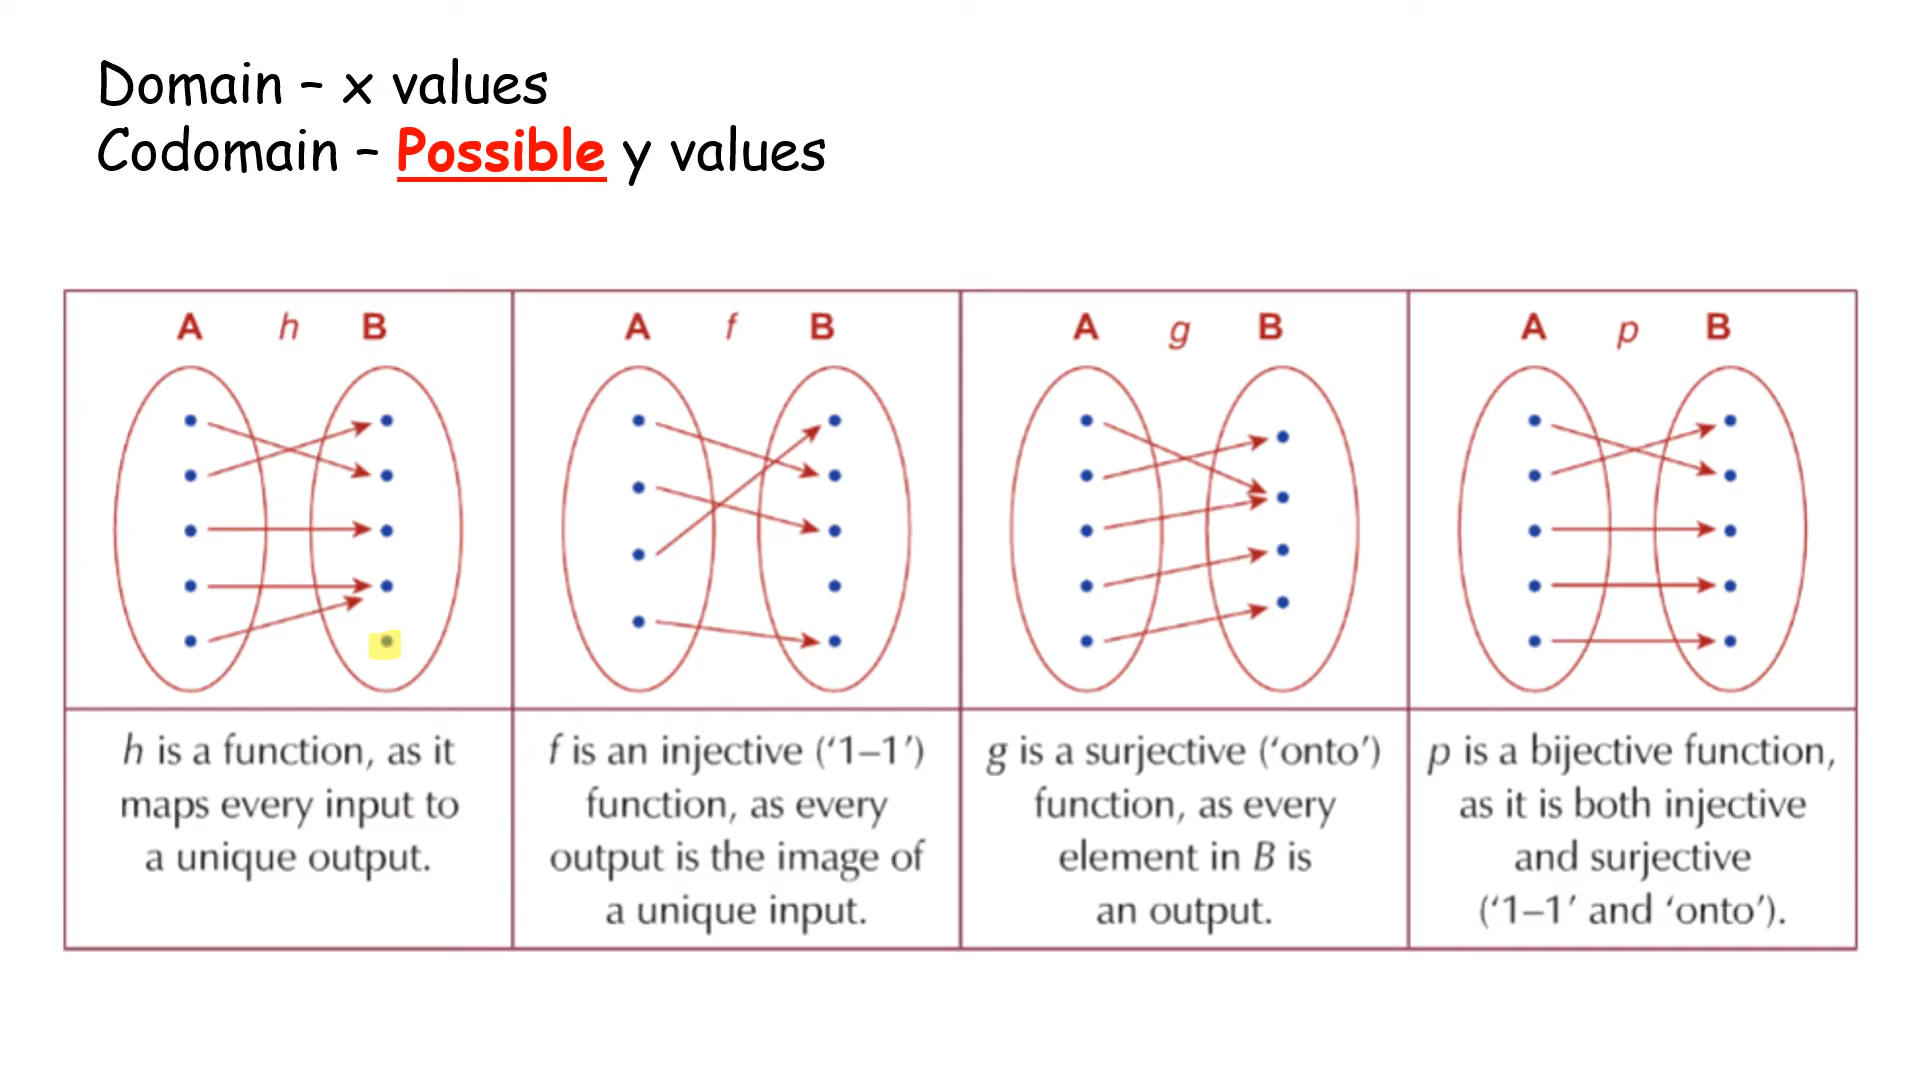 Domain – x values
Codomain – Possible y values
A h B
A f B
A g B
A p B
h is a function, as it
maps every input to
a unique output.
f is an injective (‘1–1’)
function, as every
output is the image of
a unique input.
g is a surjective (‘onto’)
function, as every
element in B is
an output.
p is a bijective function,
as it is both injective
and surjective
(‘1–1’ and ‘onto’).